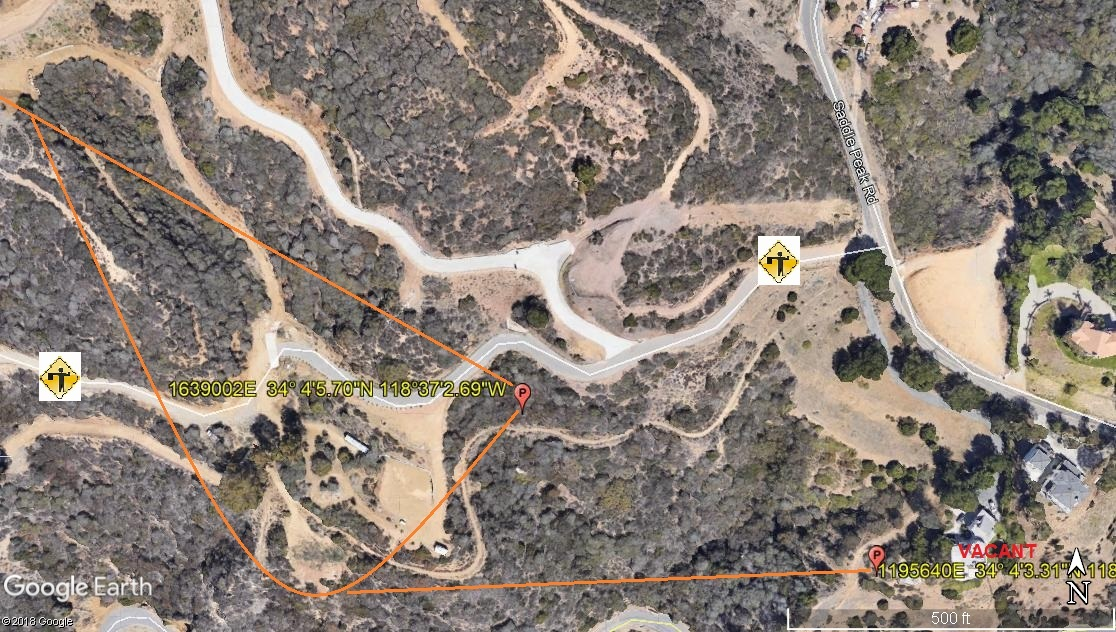 Saddle Peak Rd
1639002E 34° 4'5.70"N 118°37'2.69"W
P
P
VACANT
1195640E 34° 4'3.31"N 118
N
Google Earth
500 ft
©2018 Google